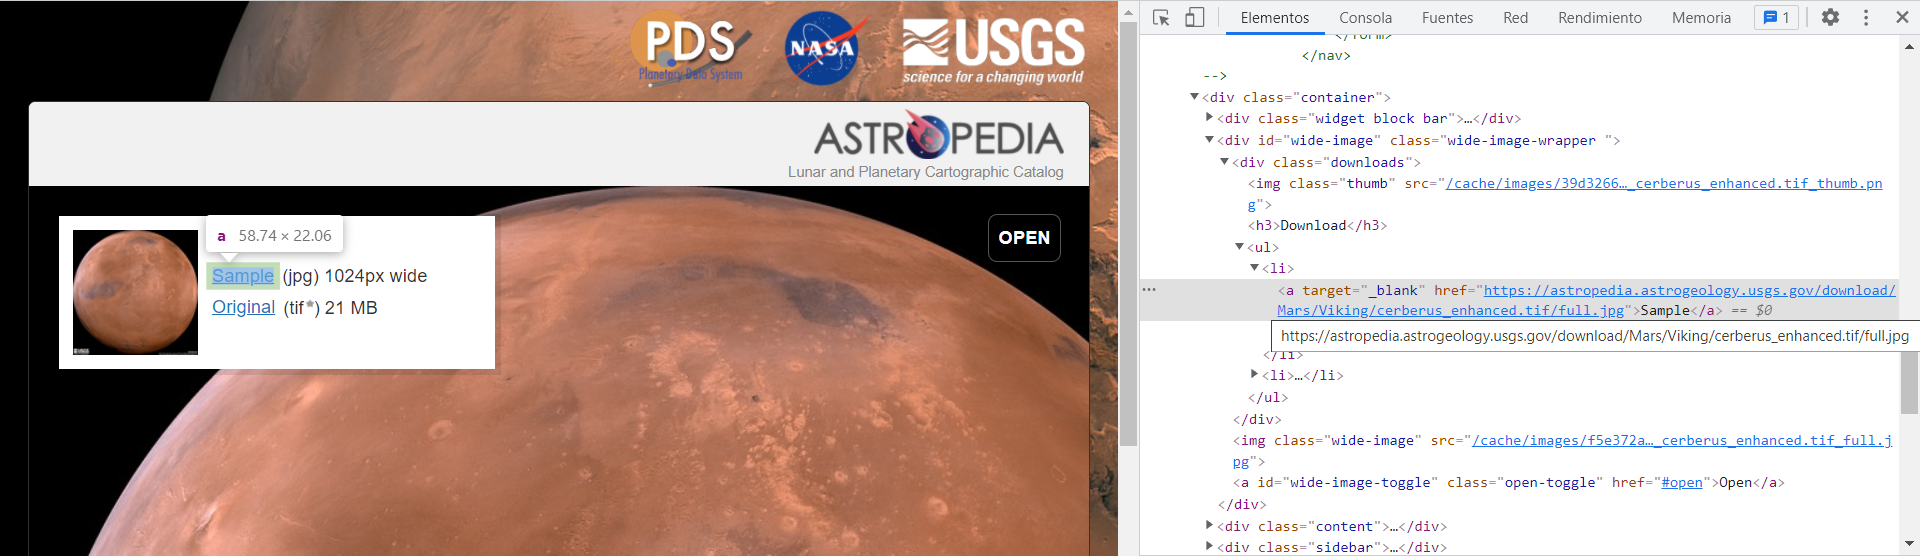 PDS
Planetary Data System
NASA
USGS
science for a changing world
ASTROPEDIA
Lunar and Planetary Cartographic Catalog
a 58.74 × 22.06
Sample (jpg) 1024px wide
Original (tif*) 21 MB
OPEN
Elementos Consola Fuentes Red Rendimiento Memoria 1
</form>
</nav>
-->
<div class="container">
<div class="widget block bar">…</div>
<div id="wide-image" class="wide-image-wrapper ">
<div class="downloads">
<img class="thumb" src="/cache/images/39d3266…_cerberus_enhanced.tif_thumb.pn
g">
<h3>Download</h3>
<ul>
<li>
<a target="_blank" href="https://astropedia.astrogeology.usgs.gov/download/
Mars/Viking/cerberus_enhanced.tif/full.jpg">Sample</a> == $0
https://astropedia.astrogeology.usgs.gov/download/Mars/Viking/cerberus_enhanced.tif/full.jpg
</li>
<li>…</li>
</ul>
</div>
<img class="wide-image" src="/cache/images/f5e372a…_cerberus_enhanced.tif_full.j
pg">
<a id="wide-image-toggle" class="open-toggle" href="#open">Open</a>
</div>
<div class="content">…</div>
<div class="sidebar">…</div>